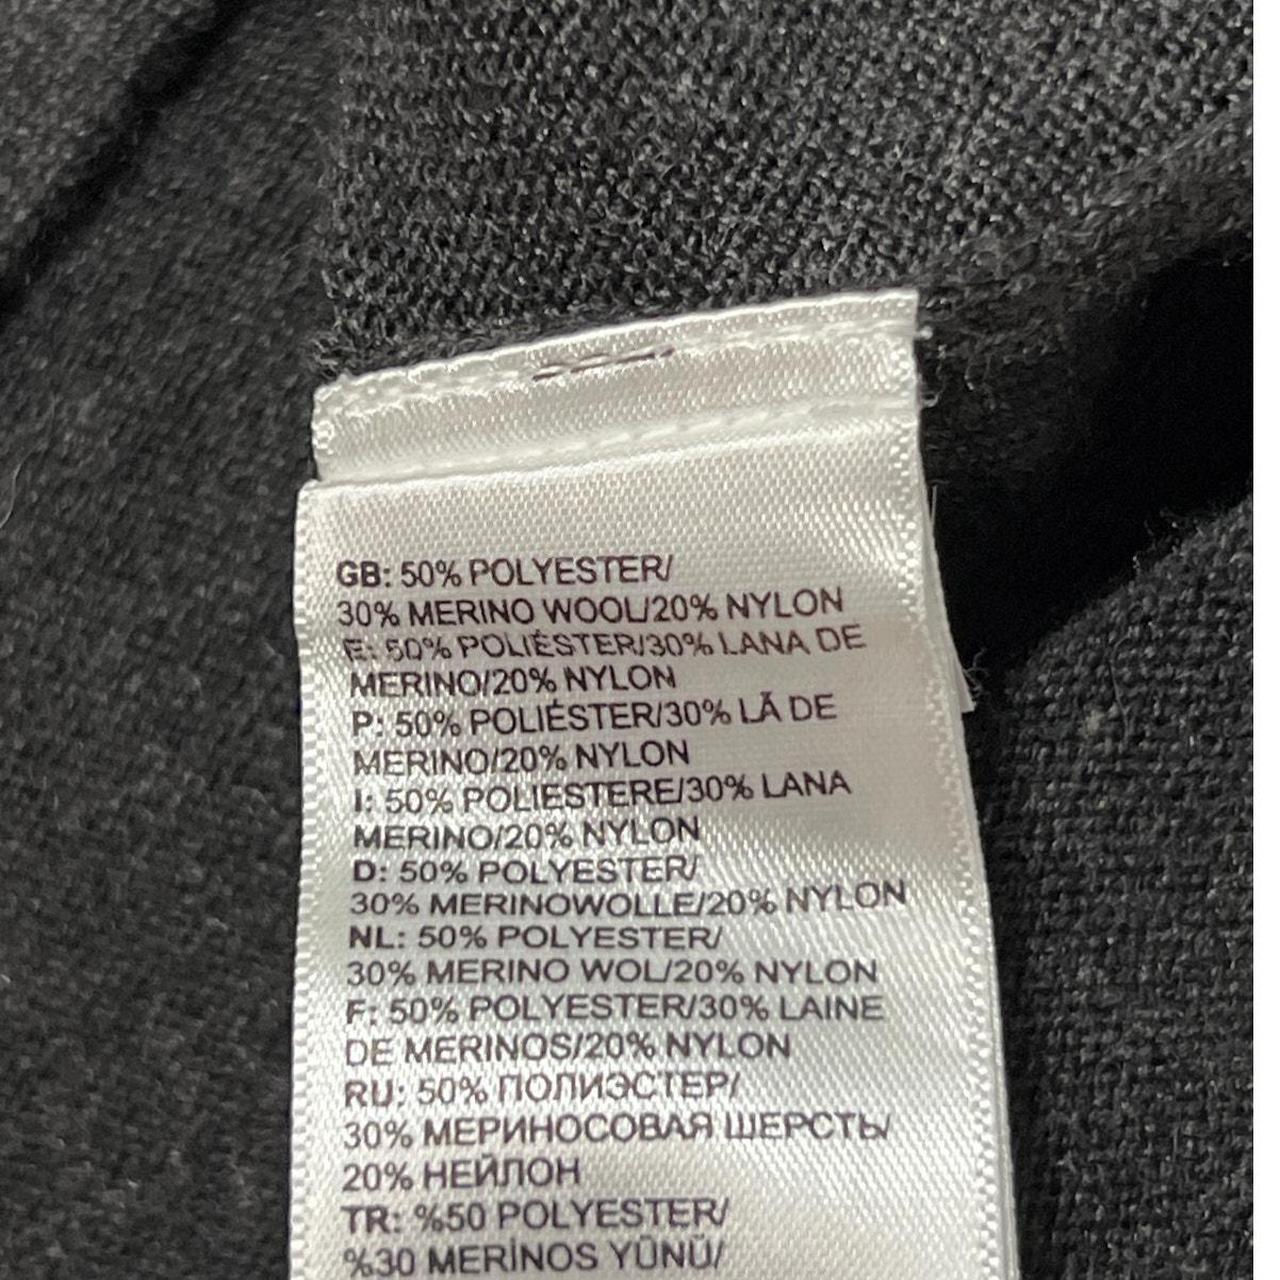 GB: 50% POLYESTER/
30% MERINO WOOL/20% NYLON
E: 50% POLIÉSTER/30% LANA DE
MERINO/20% NYLON
P: 50% POLIÉSTER/30% LÃ DE
MERINO/20% NYLON
I: 50% POLIESTERE/30% LANA
MERINO/20% NYLON
D: 50% POLYESTER/
30% MERINOWOLLE/20% NYLON
NL: 50% POLYESTER/
30% MERINO WOL/20% NYLON
F: 50% POLYESTER/30% LAINE
DE MERINOS/20% NYLON
RU: 50% ПОЛИЭСТЕР/
30% МЕРИНОСОВАЯ ШЕРСТЬ/
20% НЕЙЛОН
TR: %50 POLYESTER/
%30 MERİNOS YÜNÜ/